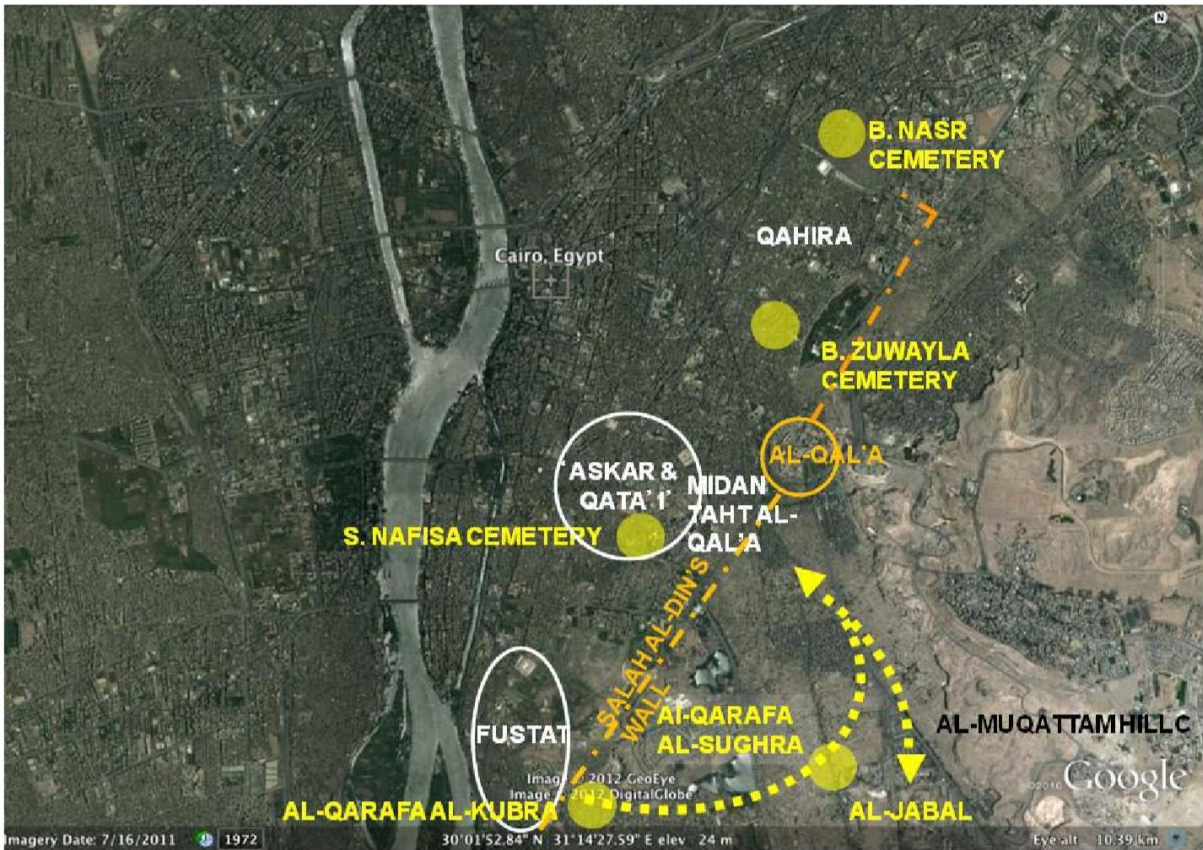 N
B. NASR
CEMETERY
QAHIRA
Cairo, Egypt
B. ZUWAYLA
CEMETERY
AL-QAL'A
'ASKAR &
QATA'I'
MIDAN
TAHT AL-
QAL'A
S. NAFISA CEMETERY
SALAH AL-DIN'S
WALL
FUSTAT
Al-QARAFA
AL-SUGHRA
AL-MUQATTAMHILLC
Image © 2012 GeoEye
Image © 2012 DigitalGlobe
©2010 Google
AL-QARAFA AL-KUBRA
AL-JABAL
Imagery Date: 7/16/2011
1972
30°01'52.84" N 31°14'27.59" E elev 24 m
Eye alt 10.39 km